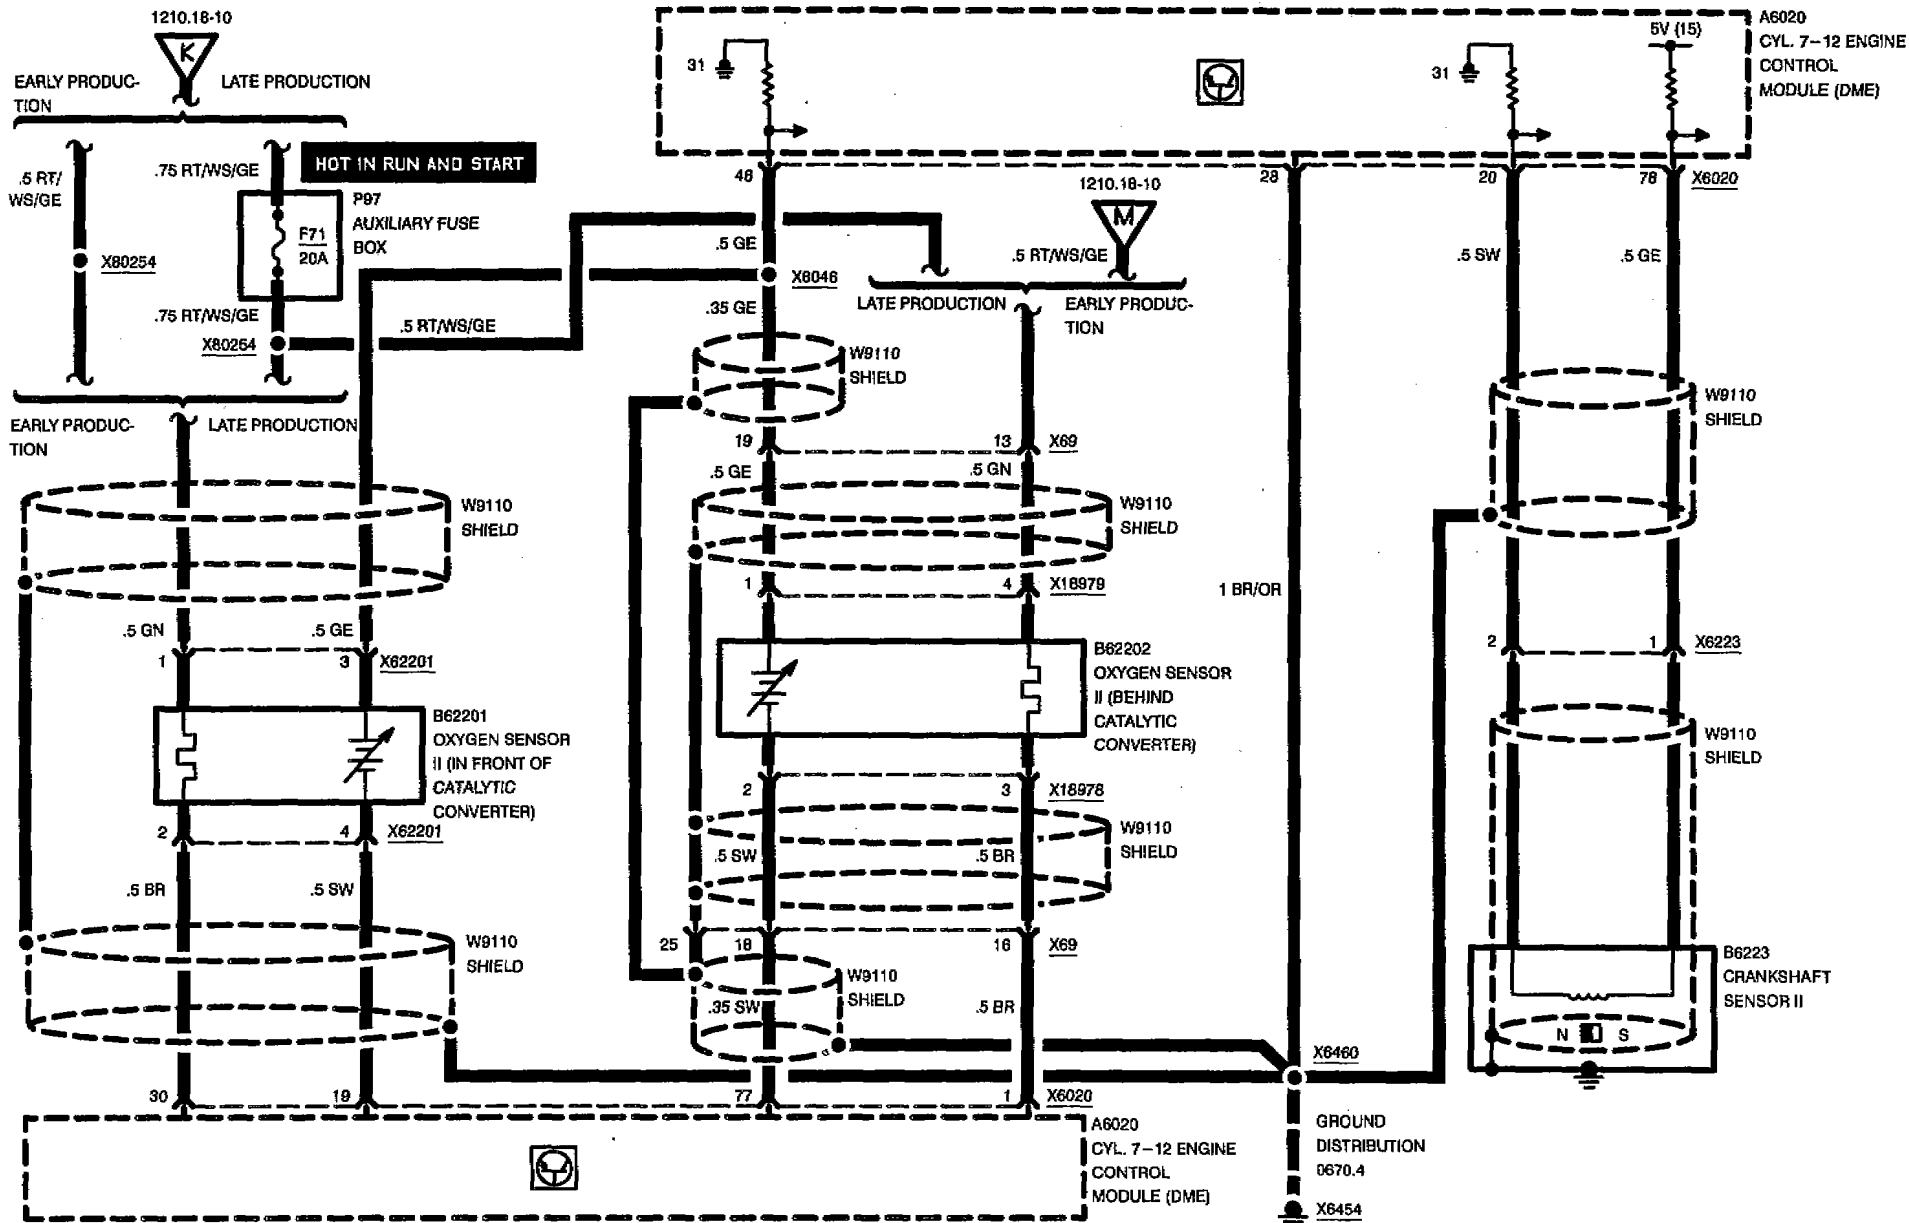 1210.18-10
K
EARLY PRODUC-
TION
LATE PRODUCTION
.5 RT/
WS/GE
.75 RT/WS/GE
HOT IN RUN AND START
P97
AUXILIARY FUSE
BOX
F71
20A
X80254
.75 RT/WS/GE
X80254
.5 RT/WS/GE
EARLY PRODUC-
TION
LATE PRODUCTION
W9110
SHIELD
.5 GN
.5 GE
1
3
X62201
B62201
OXYGEN SENSOR
II (IN FRONT OF
CATALYTIC
CONVERTER)
2
4
X62201
.5 BR
.5 SW
W9110
SHIELD
30
19
77
1
X6020
A6020
CYL. 7-12 ENGINE
CONTROL
MODULE (DME)
31
31
5V (15)
A6020
CYL. 7-12 ENGINE
CONTROL
MODULE (DME)
48
28
20
78
X6020
1210.18-10
M
.5 GE
.5 RT/WS/GE
X8046
LATE PRODUCTION
EARLY PRODUC-
TION
.35 GE
W9110
SHIELD
19
13
X69
.5 GE
.5 GN
W9110
SHIELD
1
4
X18979
B62202
OXYGEN SENSOR
II (BEHIND
CATALYTIC
CONVERTER)
2
3
X18978
W9110
SHIELD
.5 SW
.5 BR
25
18
16
X69
W9110
SHIELD
.35 SW
.5 BR
1 BR/OR
X6460
GROUND
DISTRIBUTION
0670.4
X6454
.5 SW
.5 GE
W9110
SHIELD
2
1
X6223
W9110
SHIELD
B6223
CRANKSHAFT
SENSOR II
N
S